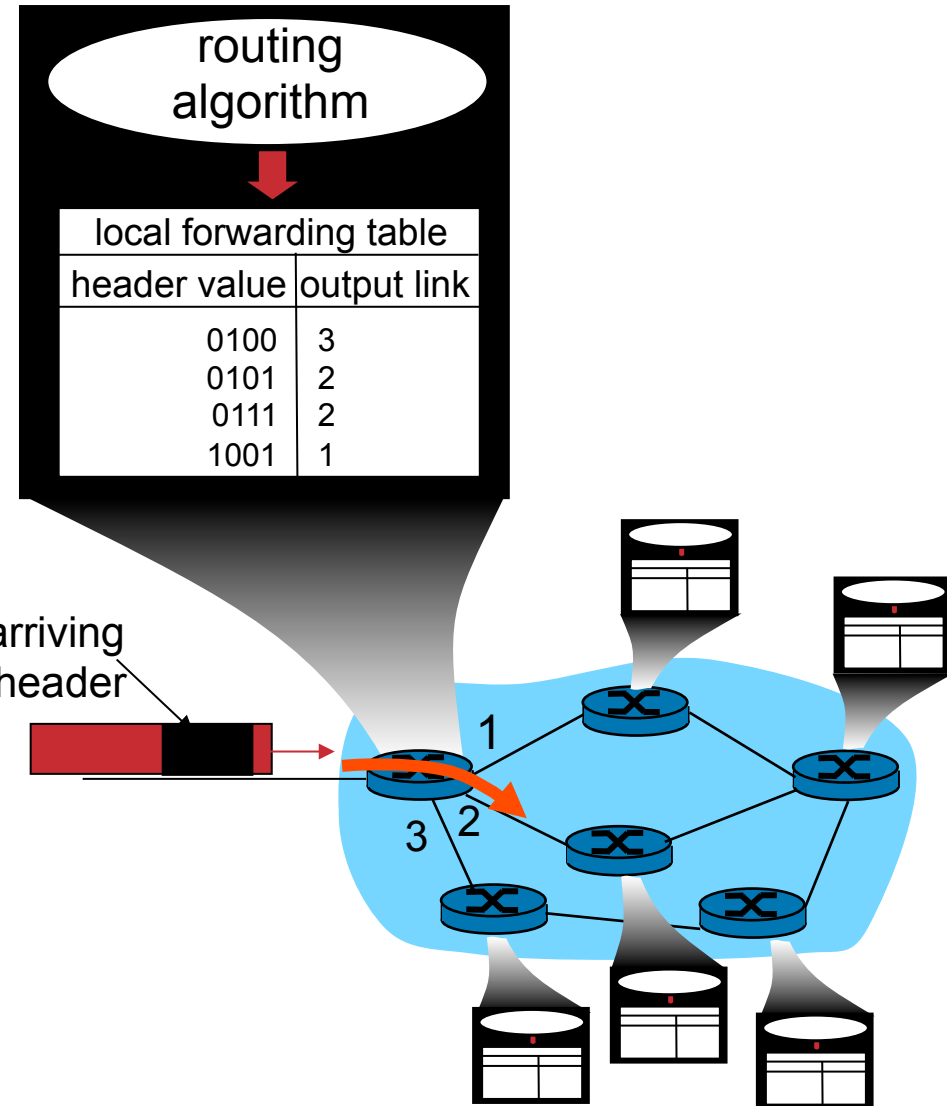 routing
algorithm
local forwarding table
header value output link
0100 3
0101 2
0111 2
1001 1
arriving
header
1
2
3